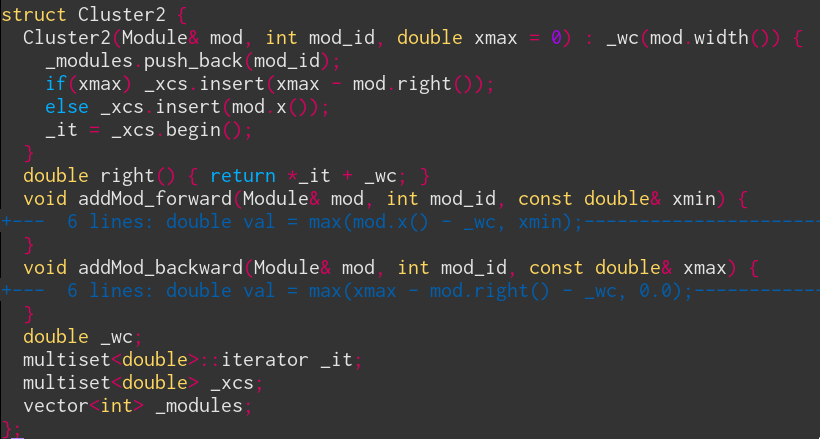 struct Cluster2 {
  Cluster2(Module& mod, int mod_id, double xmax = 0) : _wc(mod.width()) {
    _modules.push_back(mod_id);
    if(xmax) _xcs.insert(xmax - mod.right());
    else _xcs.insert(mod.x());
    _it = _xcs.begin();
  }
  double right() { return *_it + _wc; }
  void addMod_forward(Module& mod, int mod_id, const double& xmin) {
+---  6 lines: double val = max(mod.x() - _wc, xmin);----------------------
  }
  void addMod_backward(Module& mod, int mod_id, const double& xmax) {
+---  6 lines: double val = max(xmax - mod.right() - _wc, 0.0);------------
  }
  double _wc;
  multiset<double>::iterator _it;
  multiset<double> _xcs;
  vector<int> _modules;
};